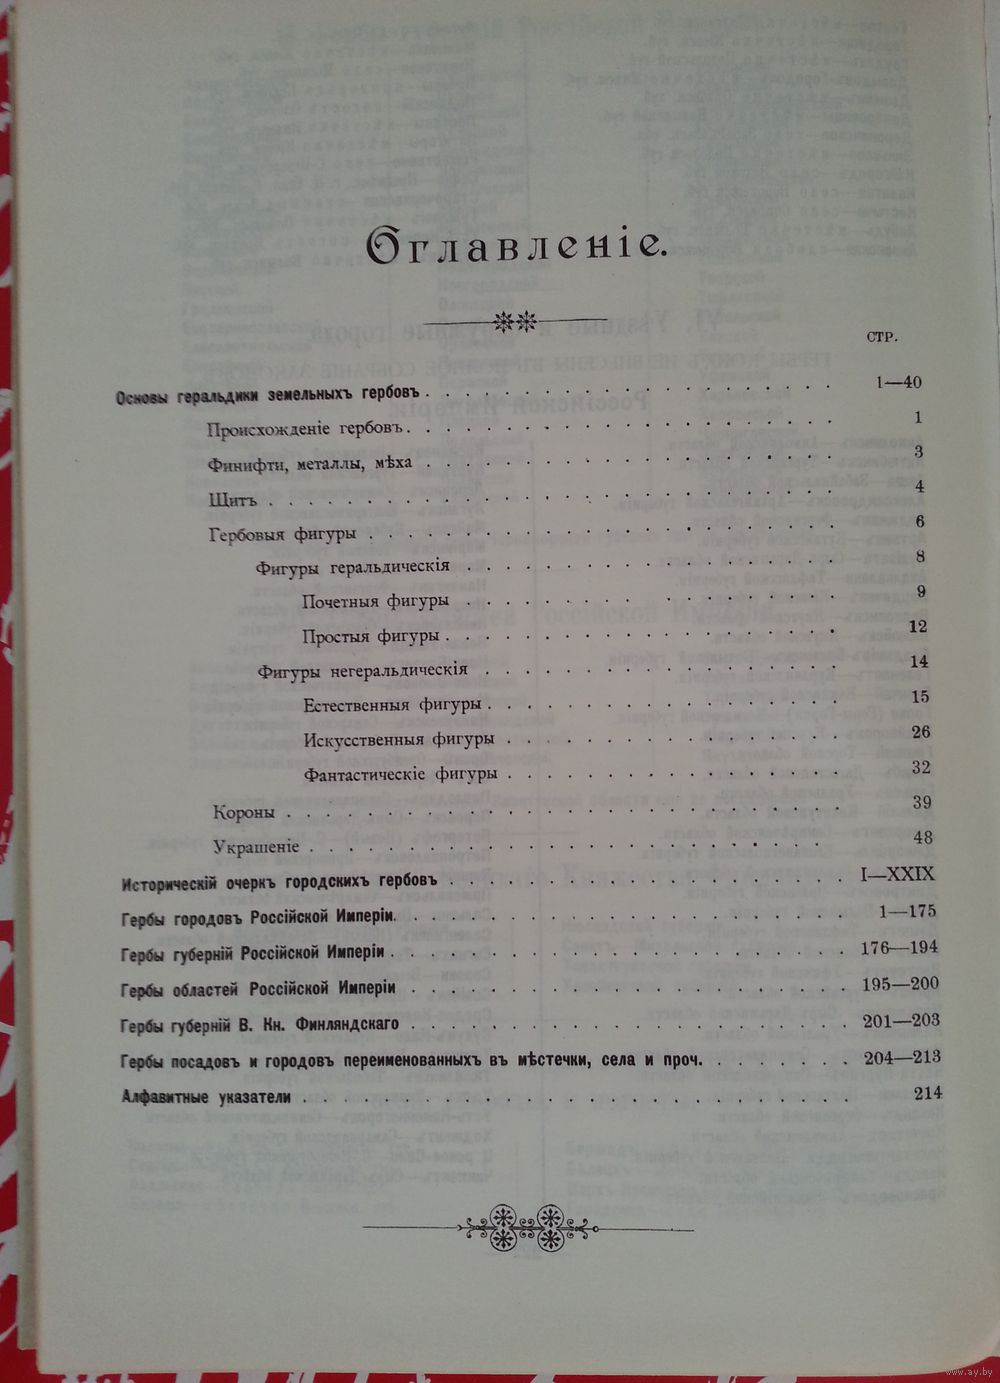 Оглавленіе.
СТР.
Основы геральдики земельныхъ гербовъ . . . 1—40
Происхожденіе гербовъ. . . . 1
Финифти, металлы, мѣха . . . 3
Щитъ . . . 4
Гербовыя фигуры . . . 6
Фигуры геральдическія . . . 8
Почетныя фигуры . . . 9
Простыя фигуры . . . 12
Фигуры негеральдическія . . . 14
Естественныя фигуры . . . 15
Искусственныя фигуры . . . 26
Фантастическіе фигуры . . . 32
Короны . . . 39
Украшеніе . . . 48
Историческій очеркъ городскихъ гербовъ . . . I—XXIX
Гербы городовъ Россійской Имперіи. . . . 1—175
Гербы губерній Россійской Имперіи . . . 176—194
Гербы областей Россійской Имперіи . . . 195—200
Гербы губерній В. Кн. Финляндскаго . . . 201—203
Гербы посадовъ и городовъ переименованныхъ въ мѣстечки, села и проч. . . . 204—213
Алфавитные указатели . . . 214
www.ay.by